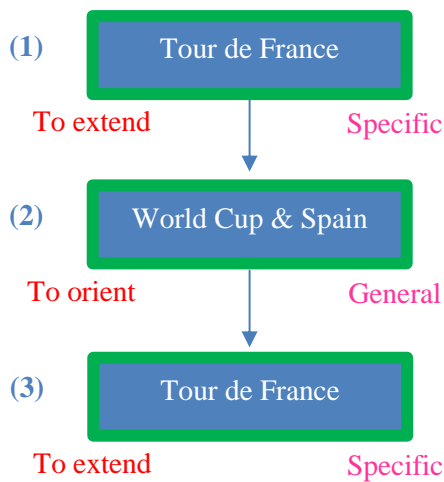 (1) Tour de France
To extend Specific
(2) World Cup & Spain
To orient General
(3) Tour de France
To extend Specific